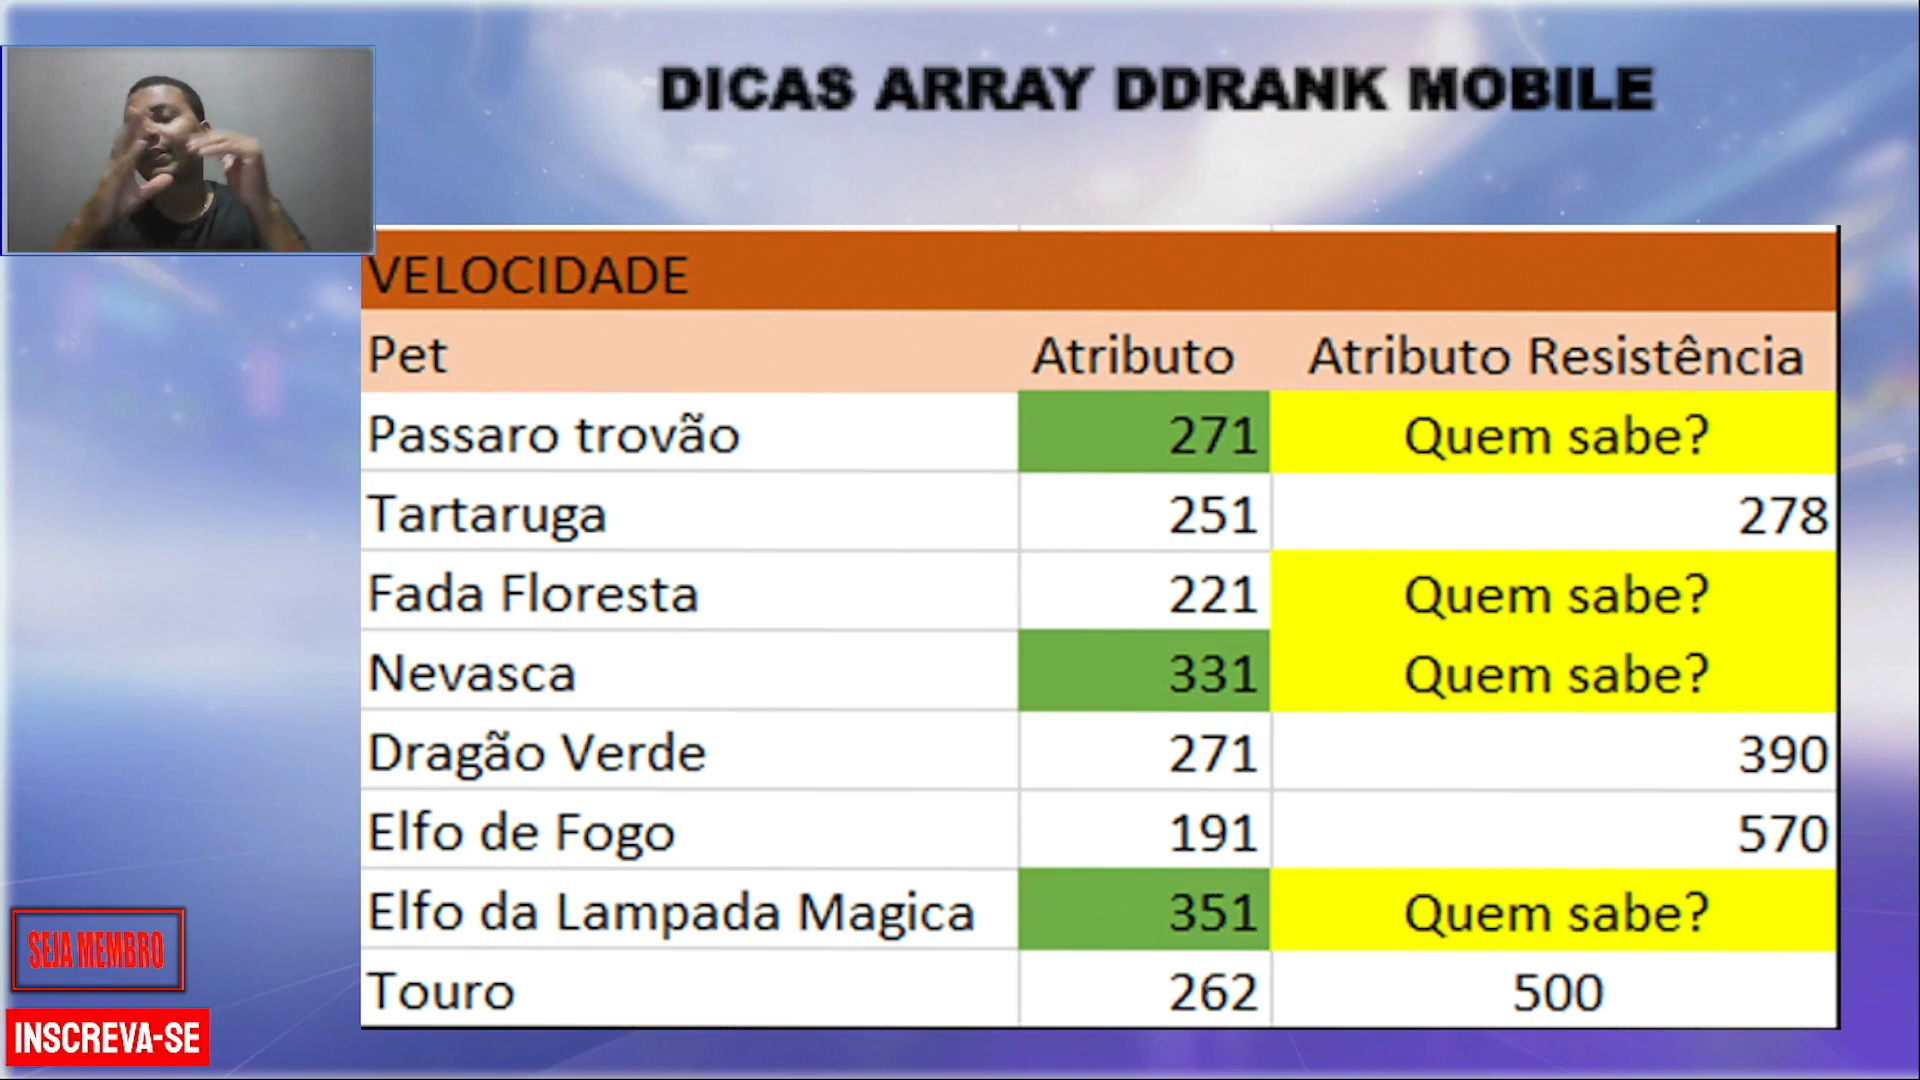 DICAS ARRAY DDRANK MOBILE
VELOCIDADE
Pet Atributo Atributo Resistência
Passaro trovão 271 Quem sabe?
Tartaruga 251 278
Fada Floresta 221 Quem sabe?
Nevasca 331 Quem sabe?
Dragão Verde 271 390
Elfo de Fogo 191 570
Elfo da Lampada Magica 351 Quem sabe?
Touro 262 500
SEJA MEMBRO
INSCREVA-SE